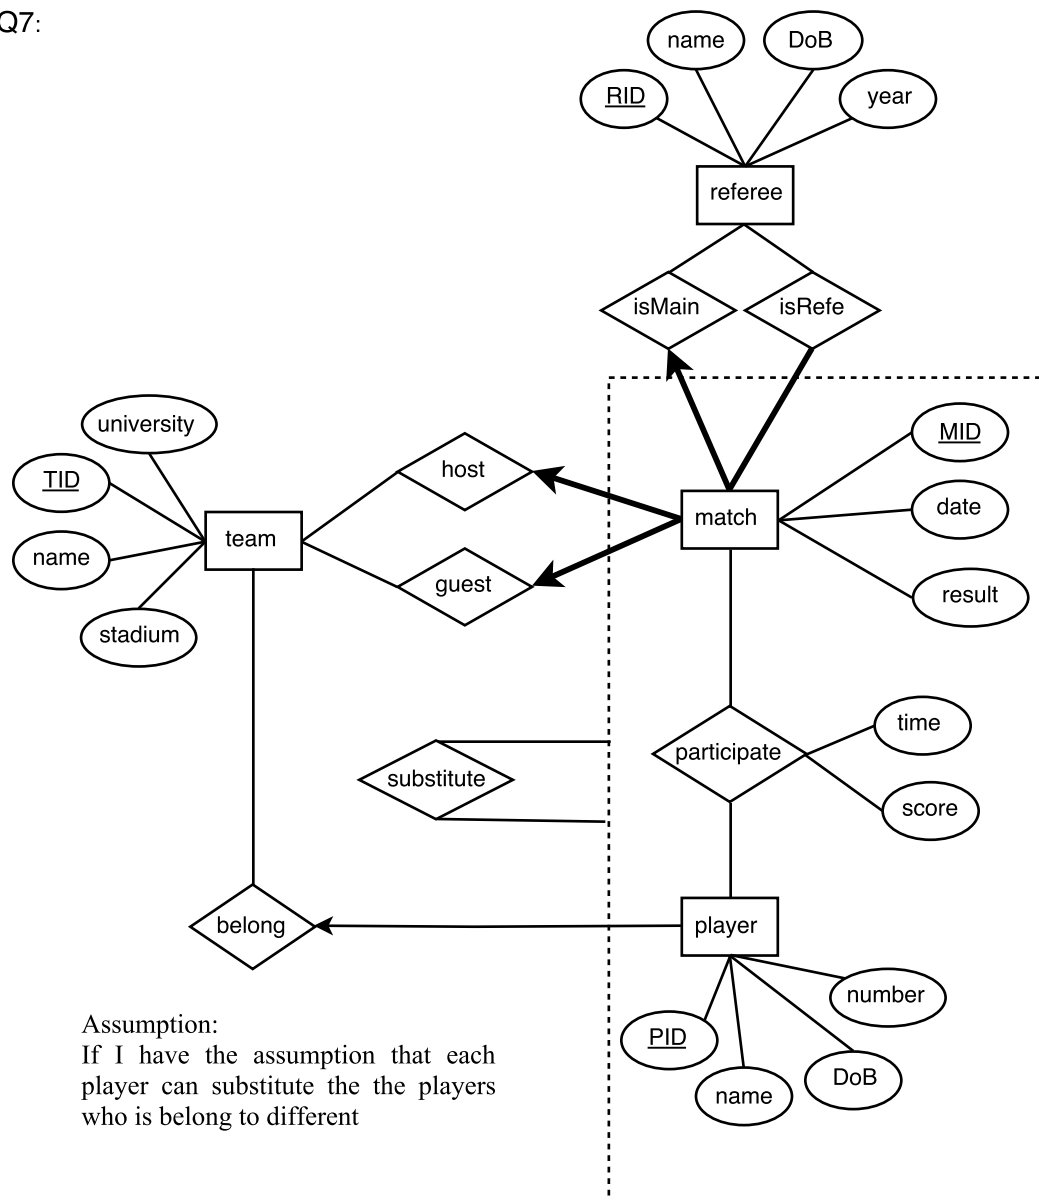 Q7:
name
DoB
RID
year
referee
isMain
isRefe
university
TID
name
stadium
team
host
guest
match
MID
date
result
substitute
participate
time
score
belong
player
number
PID
name
DoB
Assumption:
If I have the assumption that each
player can substitute the the players
who is belong to different